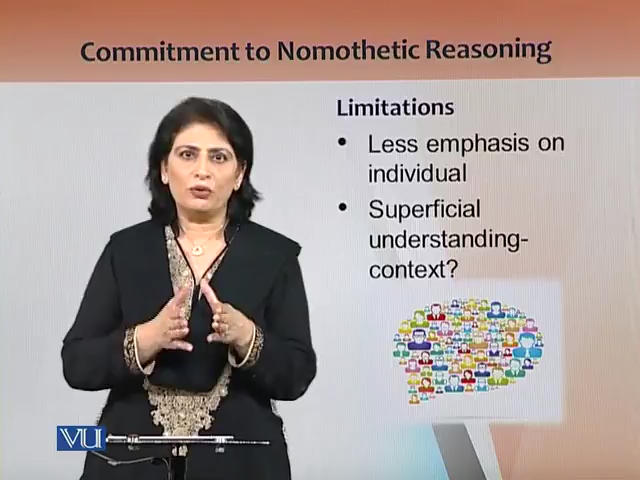 Commitment to Nomothetic Reasoning
Limitations
• Less emphasis on
individual
• Superficial
understanding-
context?
VU